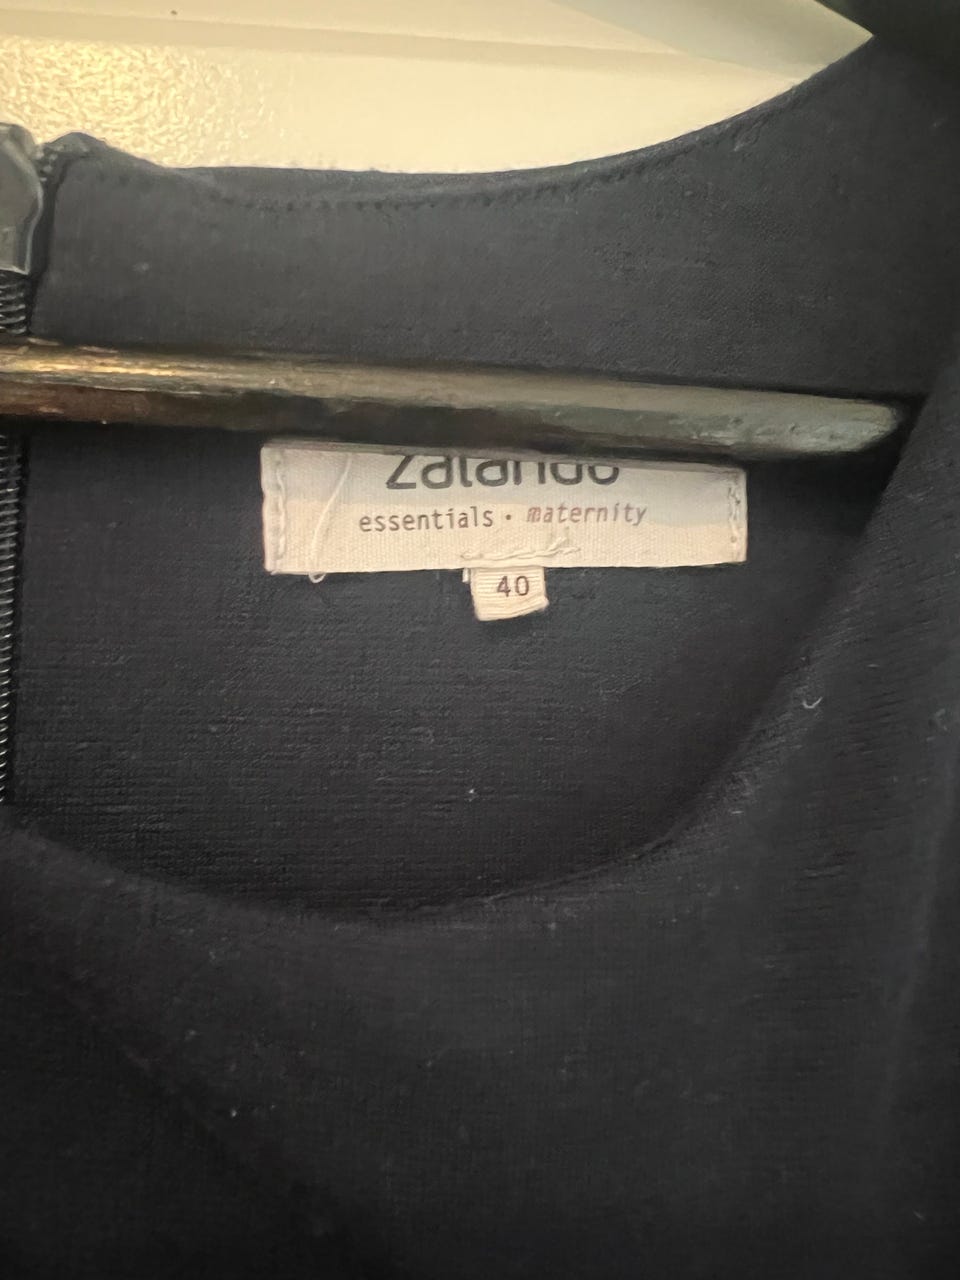 zalando
essentials • maternity
40